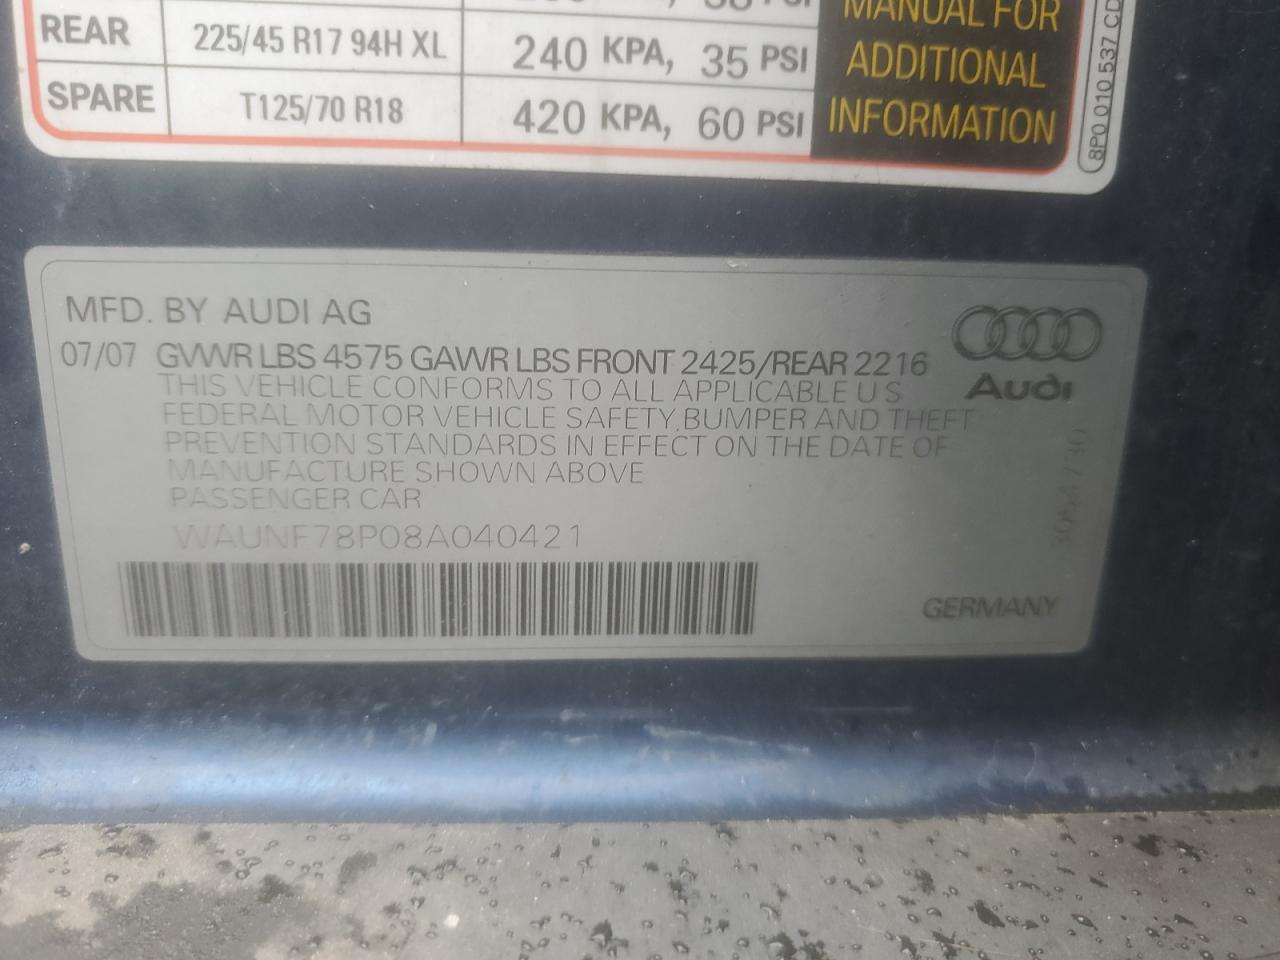 MANUAL FOR
REAR 225/45 R17 94H XL 240 KPA, 35 PSI ADDITIONAL
SPARE T125/70 R18 420 KPA, 60 PSI INFORMATION
8P0 010 537 CD
MFD. BY AUDI AG
07/07 GVWR LBS 4575 GAWR LBS FRONT 2425/REAR 2216
THIS VEHICLE CONFORMS TO ALL APPLICABLE U S
FEDERAL MOTOR VEHICLE SAFETY,BUMPER AND THEFT
PREVENTION STANDARDS IN EFFECT ON THE DATE OF
MANUFACTURE SHOWN ABOVE
PASSENGER CAR
WAUNF78P08A040421
Audi
GERMANY